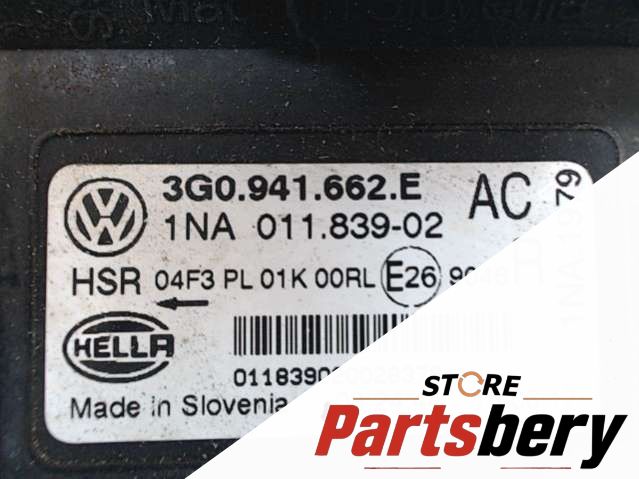 3G0.941.662.E AC
1NA 011.839-02
79
HSR 04F3 PL 01K 00RL E26
HELLA
Made in Slovenia
STORE
Partsbery